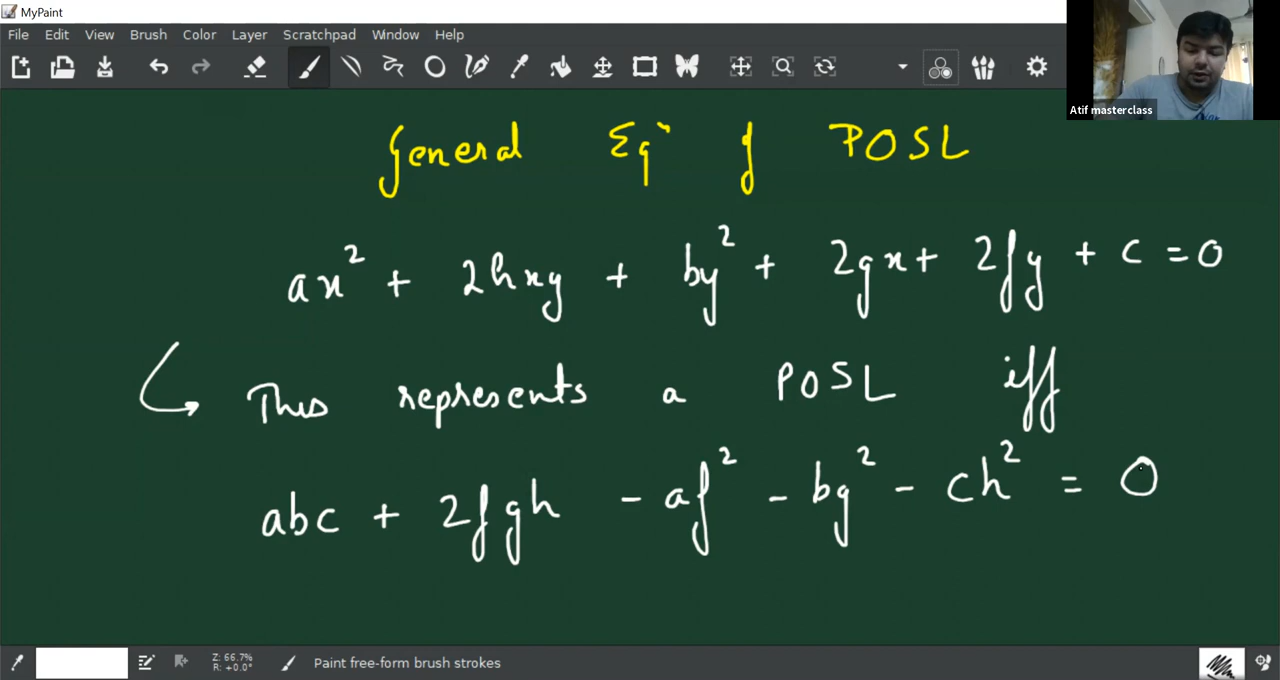 MyPaint
File Edit View Brush Color Layer Scratchpad Window Help
Atif masterclass
General Eqⁿ of POSL
ax² + 2hxy + by² + 2gx + 2fy + c = 0
This represents a POSL iff
abc + 2fgh - af² - bg² - ch² = 0
Z: 66.7%
R: +0.0°
Paint free-form brush strokes